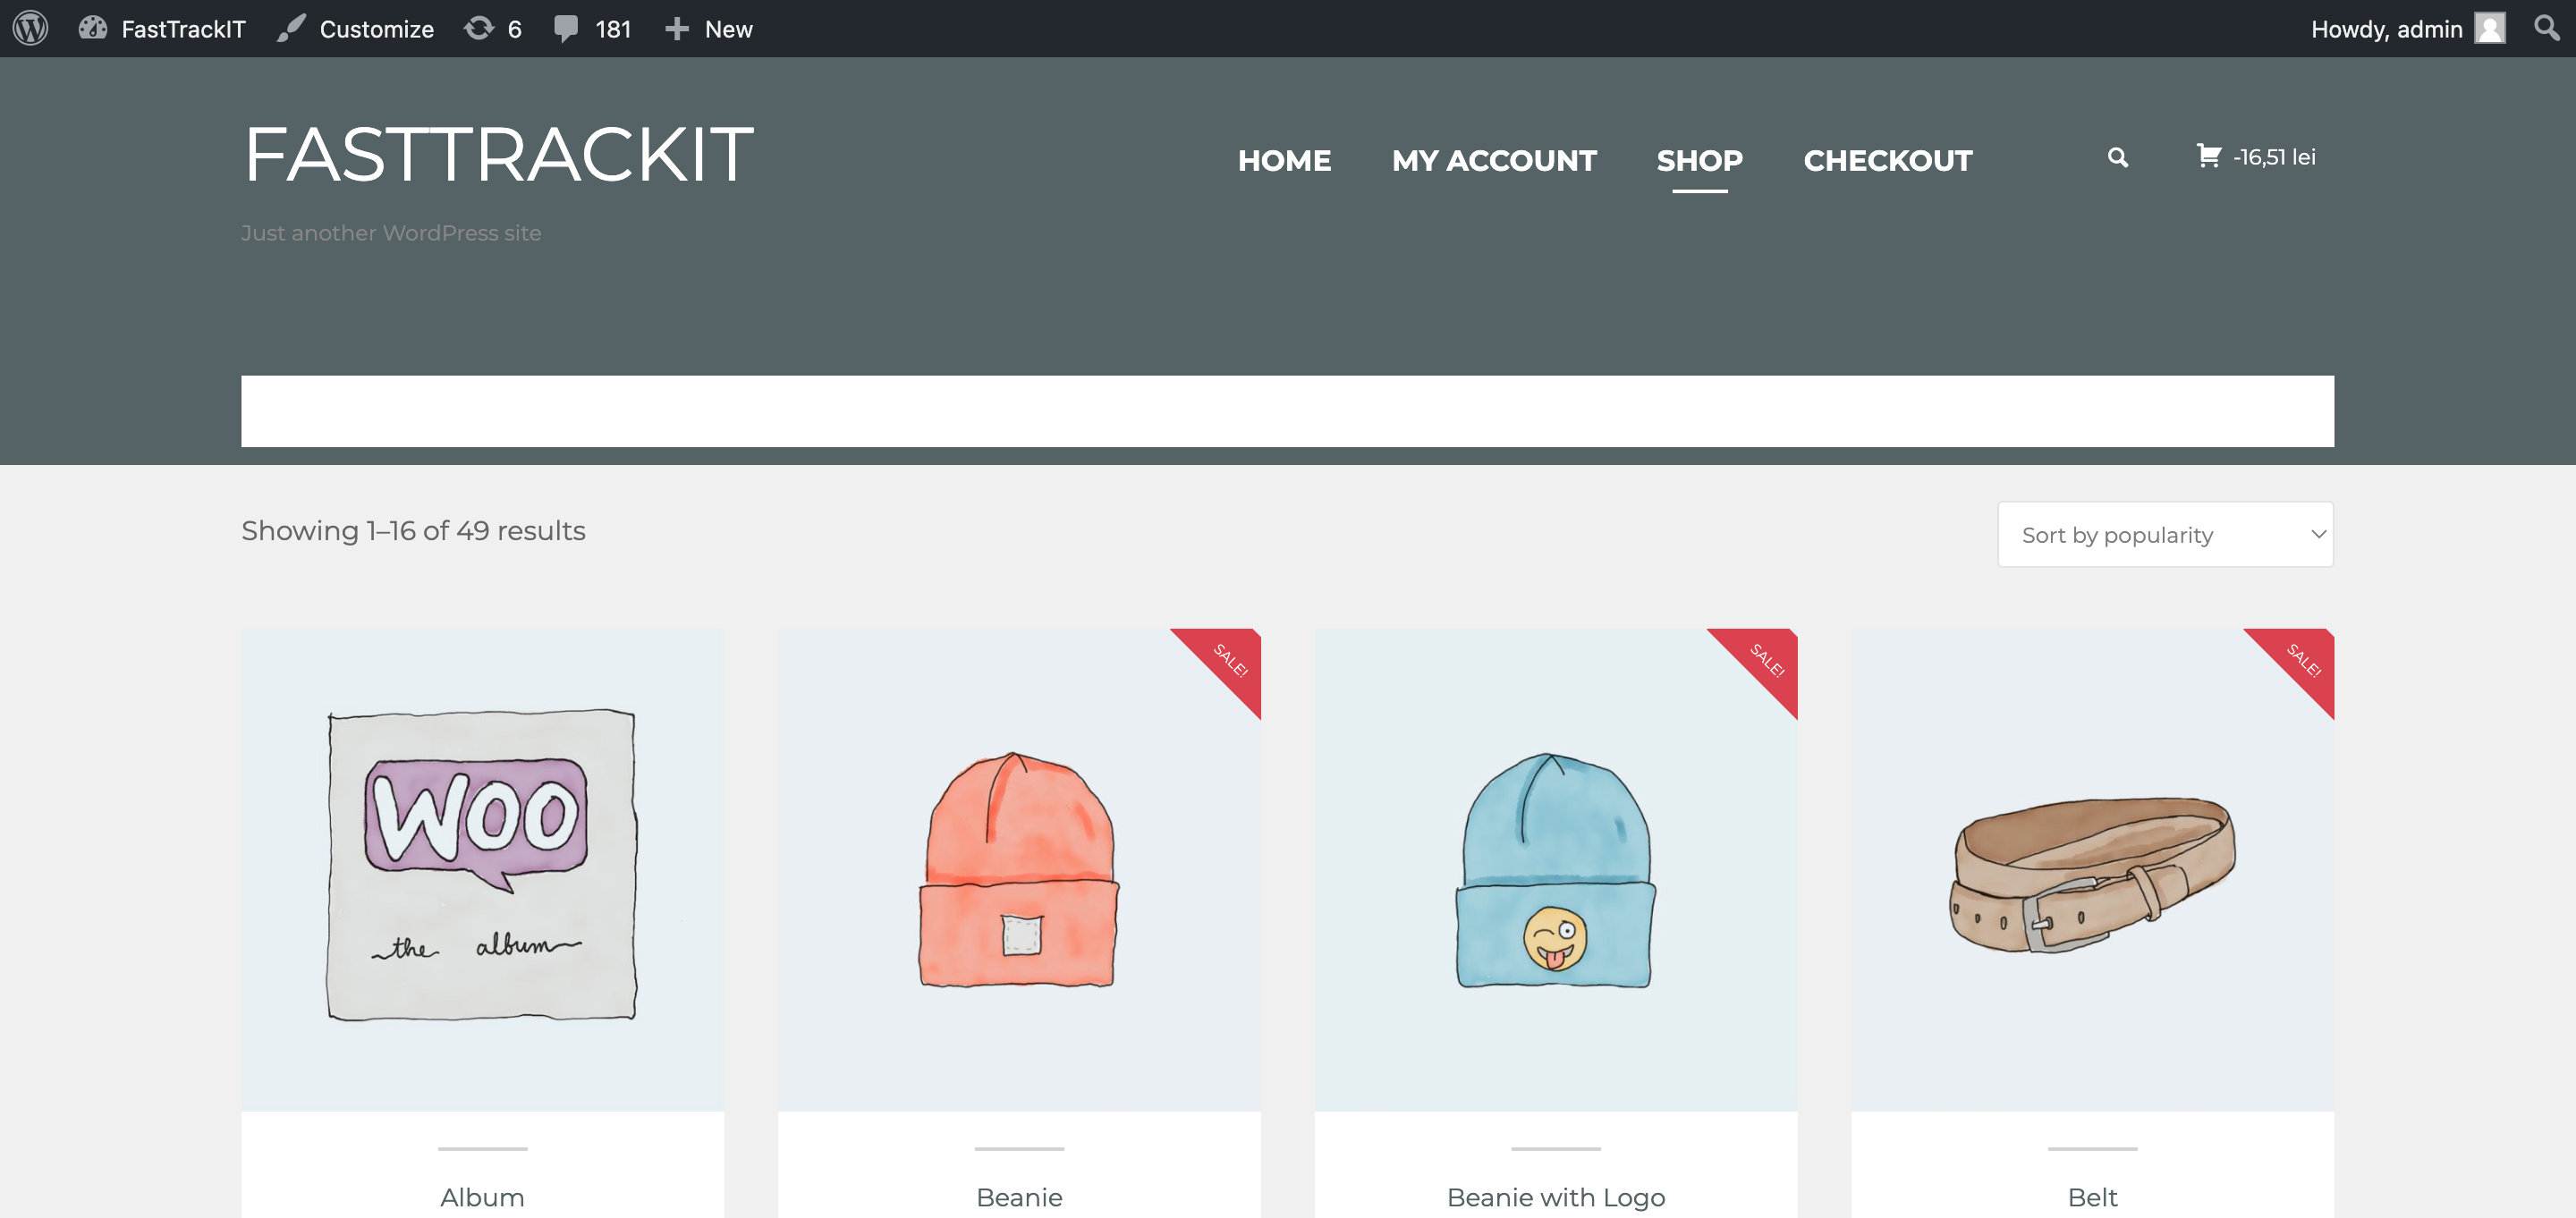 FastTrackIT Customize 6 181 New Howdy, admin
FASTTRACKIT
HOME MY ACCOUNT SHOP CHECKOUT -16,51 lei
Just another WordPress site
Showing 1–16 of 49 results
Sort by popularity
SALE! SALE! SALE!
Woo
the album
Album Beanie Beanie with Logo Belt